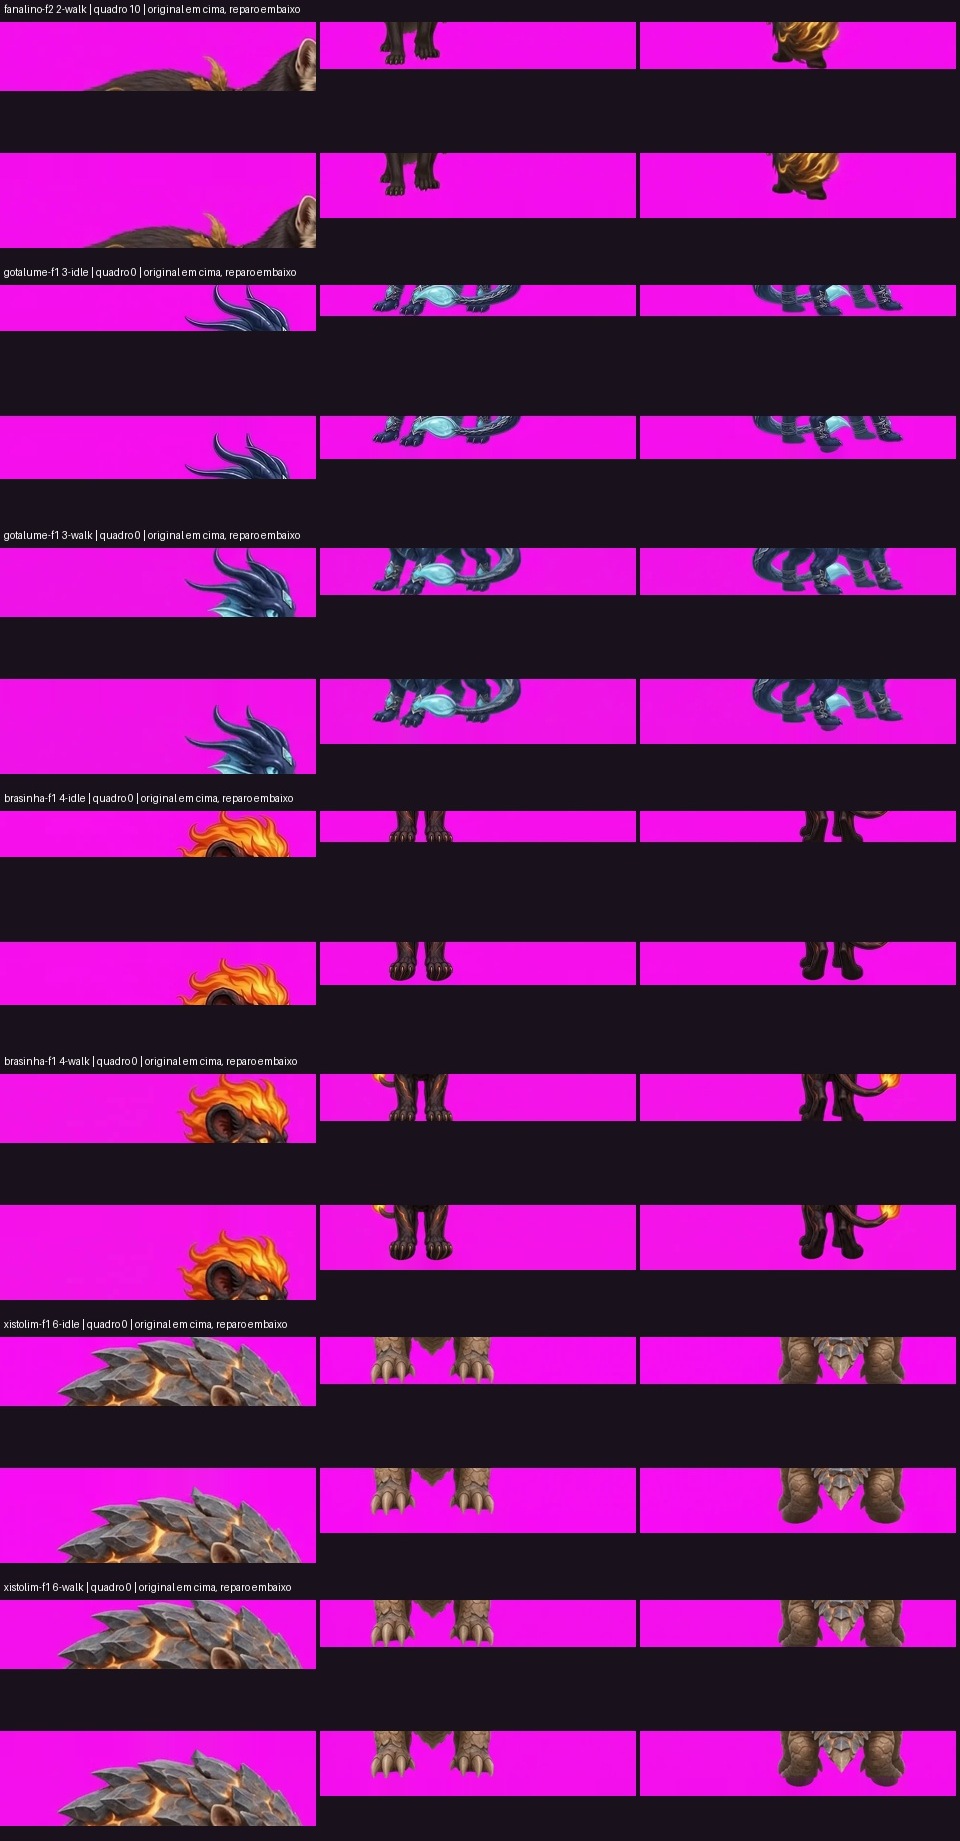 fanalino-f2 2-walk | quadro 10 | original em cima, reparo embaixo
gotalume-f1 3-idle | quadro 0 | original em cima, reparo embaixo
gotalume-f1 3-walk | quadro 0 | original em cima, reparo embaixo
brasinha-f1 4-idle | quadro 0 | original em cima, reparo embaixo
brasinha-f1 4-walk | quadro 0 | original em cima, reparo embaixo
xistolim-f1 6-idle | quadro 0 | original em cima, reparo embaixo
xistolim-f1 6-walk | quadro 0 | original em cima, reparo embaixo